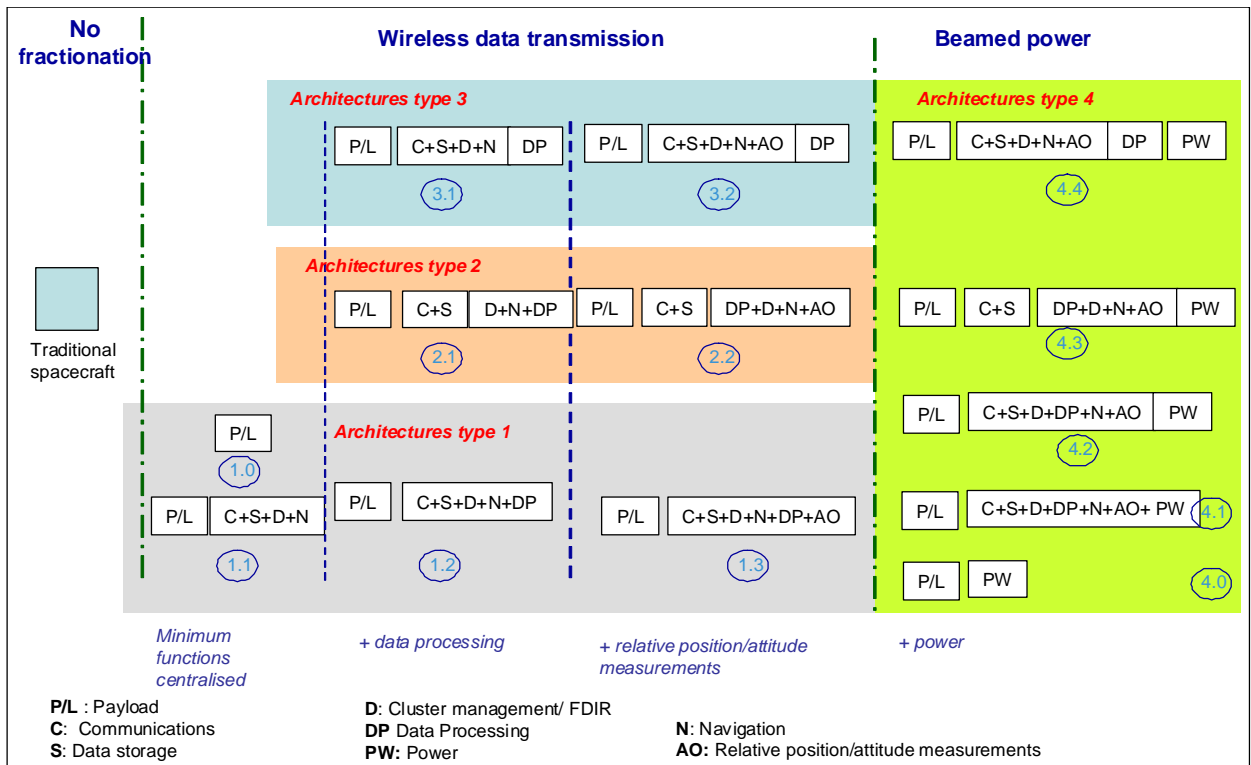 No fractionation
Wireless data transmission
Beamed power
Architectures type 3
Architectures type 4
P/L C+S+D+N DP
P/L C+S+D+N+AO DP
P/L C+S+D+N+AO DP PW
3.1
3.2
4.4
Architectures type 2
P/L C+S D+N+DP
P/L C+S DP+D+N+AO
P/L C+S DP+D+N+AO PW
2.1
2.2
4.3
Traditional
spacecraft
P/L C+S+D+DP+N+AO PW
4.2
P/L
1.0
Architectures type 1
P/L C+S+D+N
P/L C+S+D+N+DP
P/L C+S+D+N+DP+AO
P/L C+S+D+DP+N+AO+ PW
4.1
1.1
1.2
1.3
P/L PW
4.0
Minimum
functions
centralised
+ data processing
+ relative position/attitude
measurements
+ power
P/L : Payload
C: Communications
S: Data storage
D: Cluster management/ FDIR
DP Data Processing
PW: Power
N: Navigation
AO: Relative position/attitude measurements